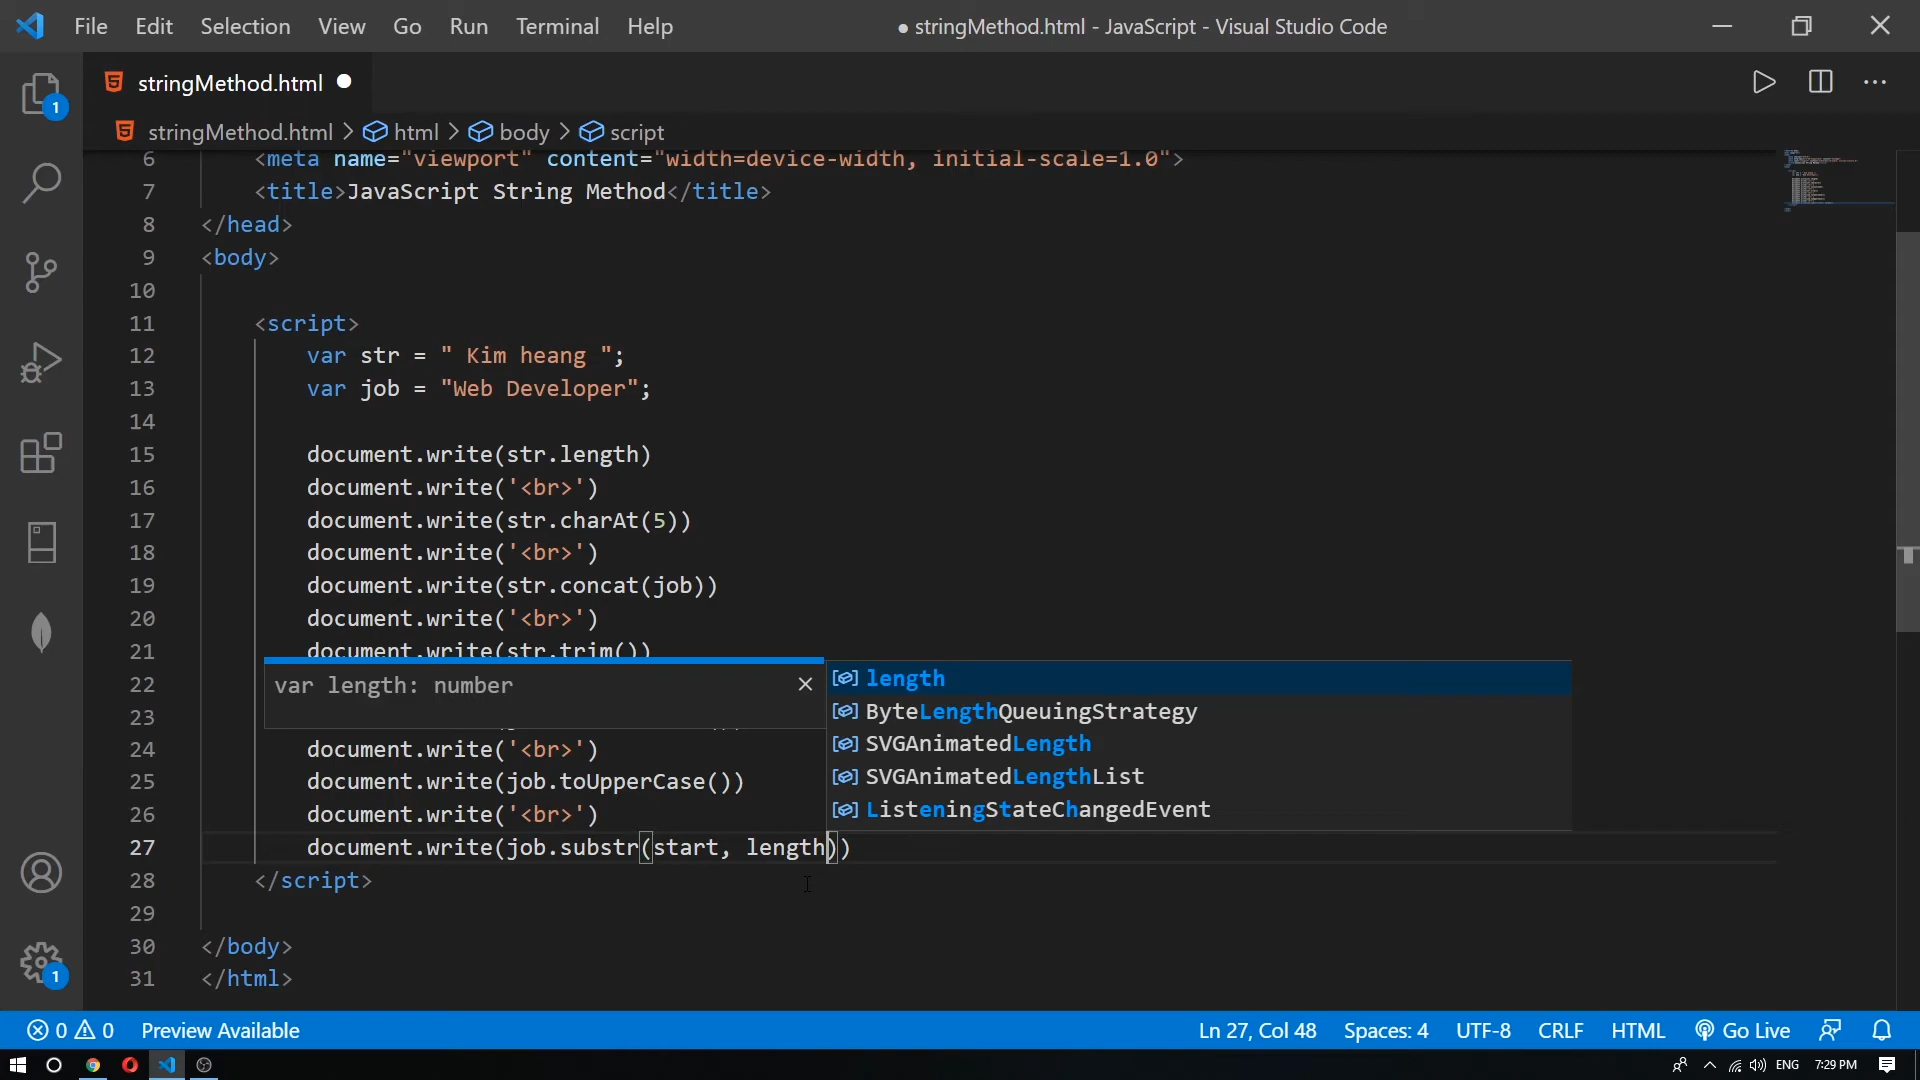 File Edit Selection View Go Run Terminal Help ● stringMethod.html - JavaScript - Visual Studio Code
stringMethod.html
stringMethod.html > html > body > script
1
6 <meta name="viewport" content="width=device-width, initial-scale=1.0">
7 <title>JavaScript String Method</title>
8 </head>
9 <body>
10
11 <script>
12 var str = " Kim heang ";
13 var job = "Web Developer";
14
15 document.write(str.length)
16 document.write('<br>')
17 document.write(str.charAt(5))
18 document.write('<br>')
19 document.write(str.concat(job))
20 document.write('<br>')
21 document.write(str.trim())
22
23
var length: number
length
ByteLengthQueuingStrategy
SVGAnimatedLength
SVGAnimatedLengthList
ListeningStateChangedEvent
24 document.write('<br>')
25 document.write(job.toUpperCase())
26 document.write('<br>')
27 document.write(job.substr(start, length))
28 </script>
29
30 </body>
31 </html>
1
0 0 Preview Available Ln 27, Col 48 Spaces: 4 UTF-8 CRLF HTML Go Live
ENG 7:29 PM